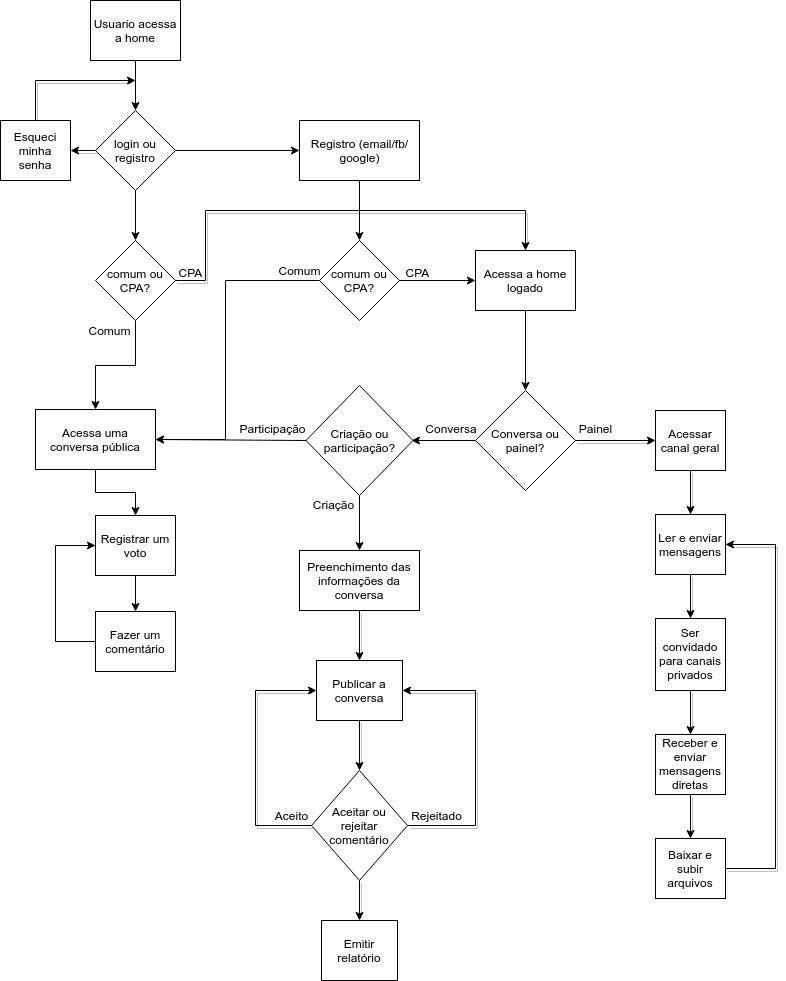 Usuario acessa
a home
Esqueci
minha
senha
login ou
registro
Registro (email/fb/
google)
comum ou
CPA?
CPA
Comum
comum ou
CPA?
CPA
Acessa a home
logado
Comum
Acessa uma
conversa pública
Participação
Criação ou
participação?
Conversa
Conversa ou
painel?
Painel
Acessar
canal geral
Criação
Registrar um
voto
Preenchimento das
informações da
conversa
Ler e enviar
mensagens
Fazer um
comentário
Ser
convidado
para canais
privados
Publicar a
conversa
Receber e
enviar
mensagens
diretas
Aceito
Aceitar ou
rejeitar
comentário
Rejeitado
Baixar e
subir
arquivos
Emitir
relatório